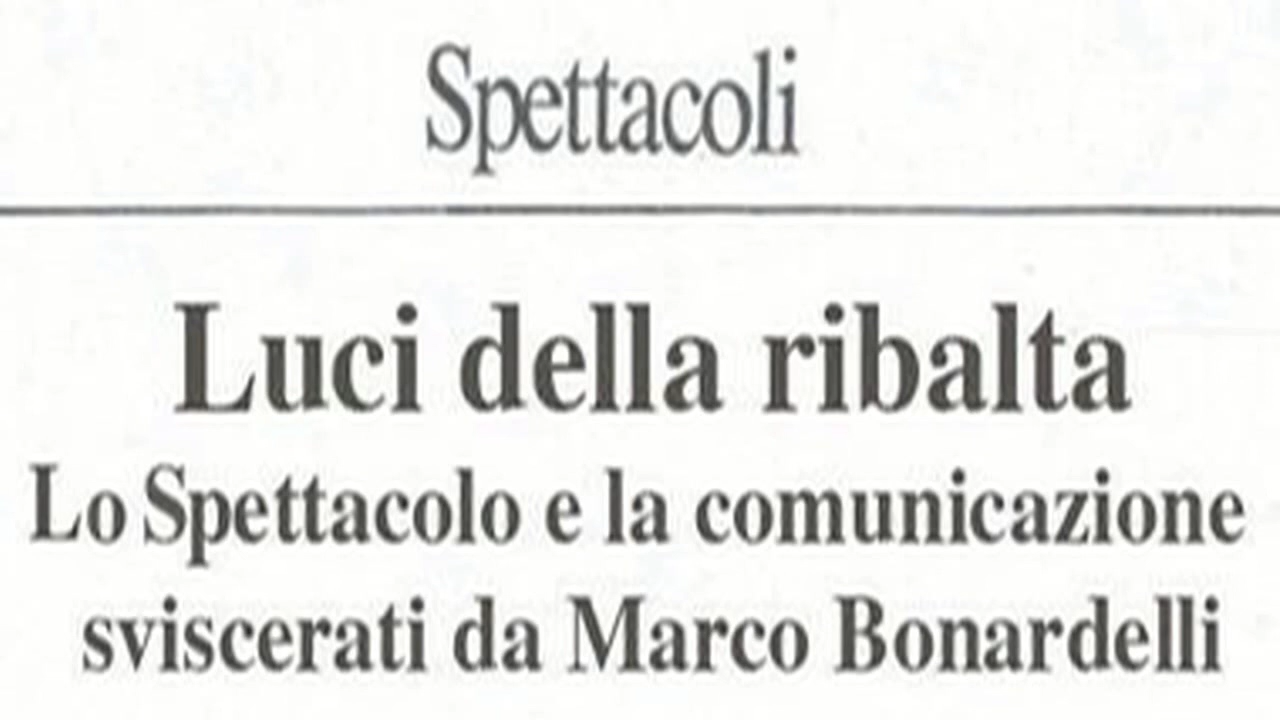 Spettacoli
Luci della ribalta
Lo Spettacolo e la comunicazione
sviscerati da Marco Bonardelli